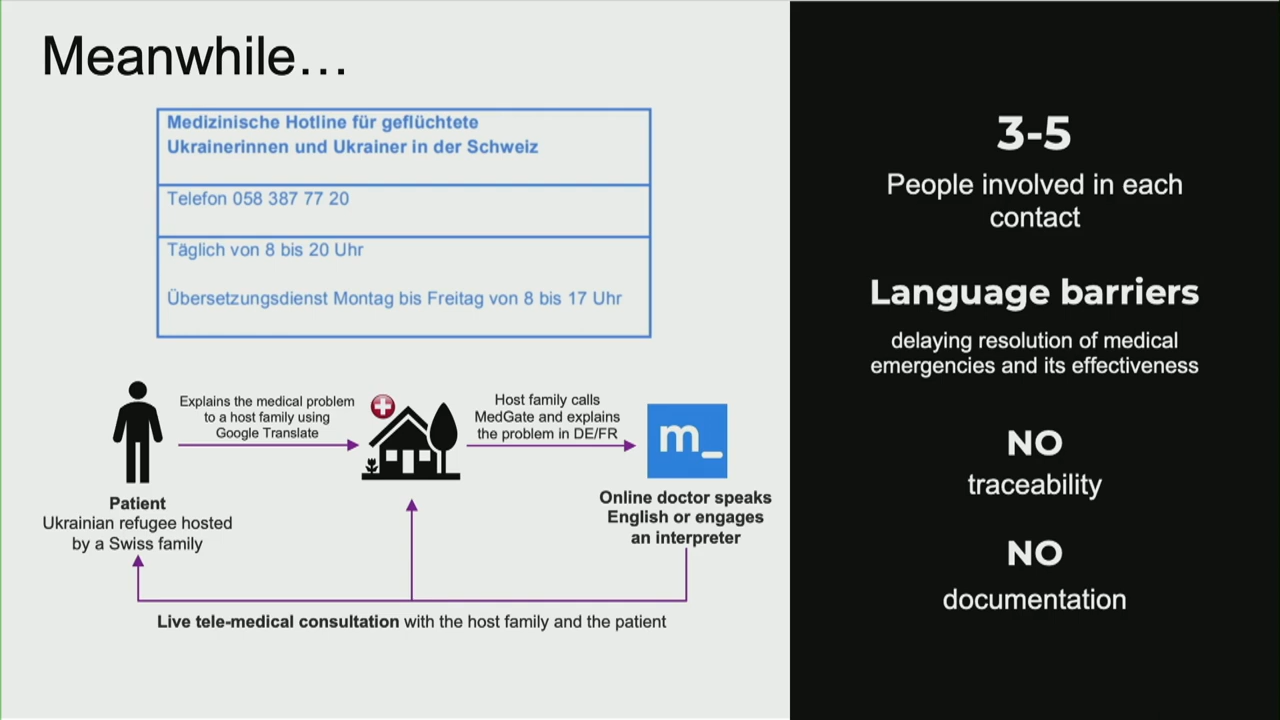 Meanwhile…
Medizinische Hotline für geflüchtete
Ukrainerinnen und Ukrainer in der Schweiz
Telefon 058 387 77 20
Täglich von 8 bis 20 Uhr
Übersetzungsdienst Montag bis Freitag von 8 bis 17 Uhr
Explains the medical problem
to a host family using
Google Translate
Host family calls
MedGate and explains
the problem in DE/FR
m_
Patient
Ukrainian refugee hosted
by a Swiss family
Online doctor speaks
English or engages
an interpreter
Live tele-medical consultation with the host family and the patient
3-5
People involved in each
contact
Language barriers
delaying resolution of medical
emergencies and its effectiveness
NO
traceability
NO
documentation